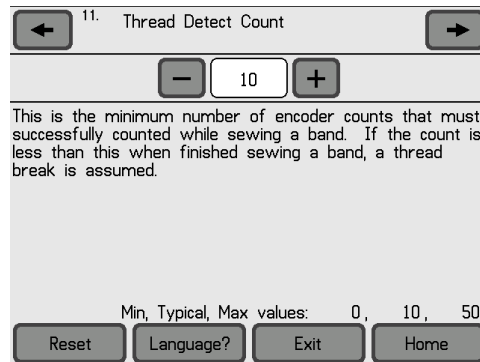 11. Thread Detect Count
− 10 +
This is the minimum number of encoder counts that must
successfully counted while sewing a band. If the count is
less than this when finished sewing a band, a thread
break is assumed.
Min, Typical, Max values: 0, 10, 50
Reset Language? Exit Home